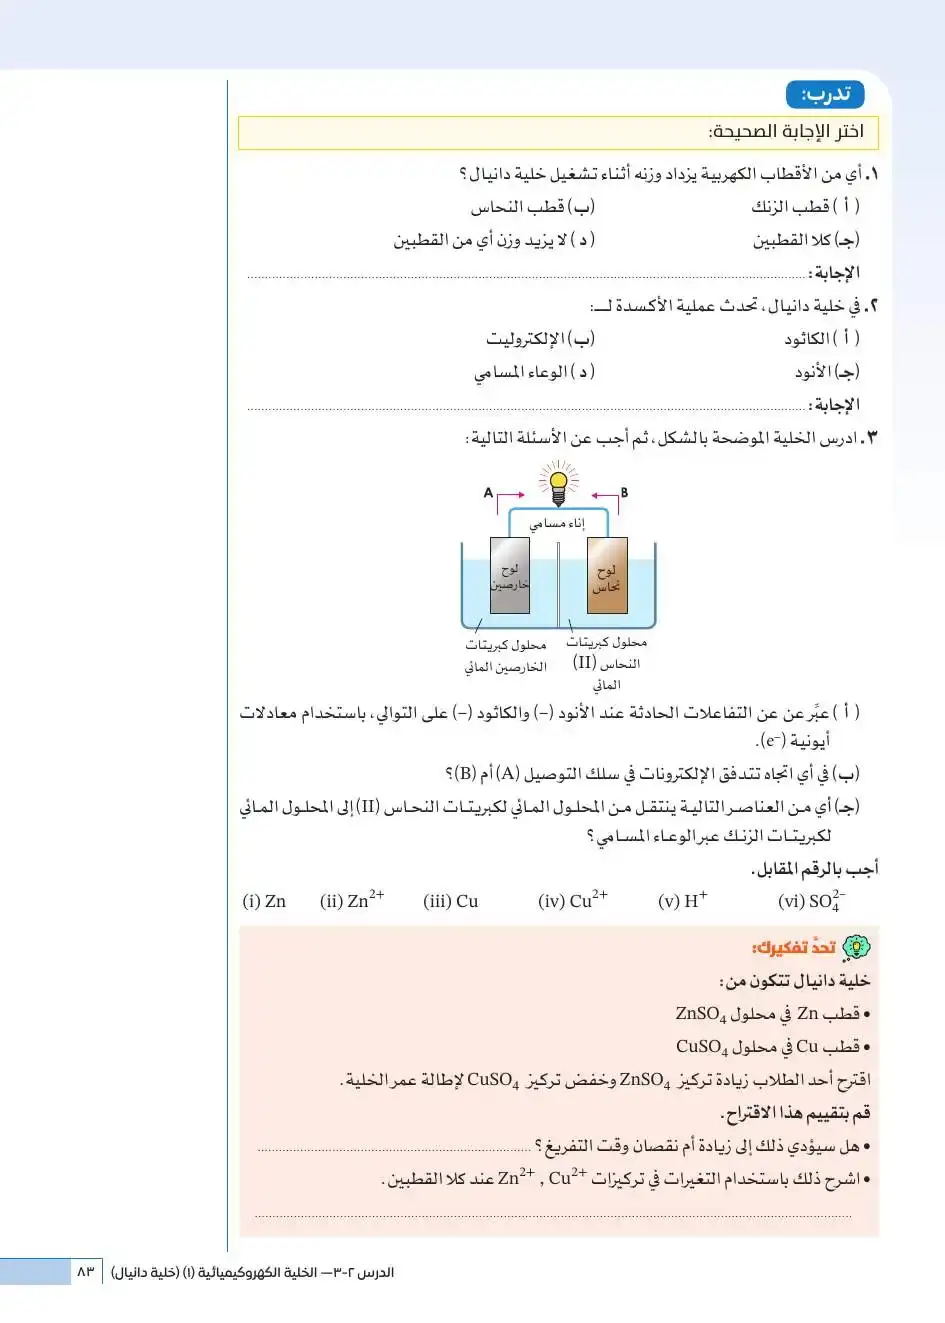 تدرب:
اختر الإجابة الصحيحة:
١. أي من الأقطاب الكهربية يزداد وزنه أثناء تشغيل خلية دانيال؟
( أ ) قطب الزنك (ب) قطب النحاس
(جـ) كلا القطبين ( د ) لا يزيد وزن أي من القطبين
الإجابة: ........................................
٢. في خلية دانيال، تحدث عملية الأكسدة لــ:
( أ ) الكاثود (ب) الإلكتروليت
(جـ) الأنود ( د ) الوعاء المسامي
الإجابة: ........................................
٣. ادرس الخلية الموضحة بالشكل، ثم أجب عن الأسئلة التالية:
A B
إناء مسامي
لوح خارصين
لوح نحاس
محلول كبريتات الخارصين المائي
محلول كبريتات النحاس (II) المائي
( أ ) عبِّر عن عن التفاعلات الحادثة عند الأنود (–) والكاثود (–) على التوالي، باستخدام معادلات
أيونية (e⁻).
(ب) في أي اتجاه تتدفق الإلكترونات في سلك التوصيل (A) أم (B)؟
(جـ) أي من العناصر التالية ينتقل من المحلول المائي لكبريتات النحاس (II) إلى المحلول المائي
لكبريتات الزنك عبر الوعاء المسامي؟
أجب بالرقم المقابل.
(i) Zn (ii) Zn²⁺ (iii) Cu (iv) Cu²⁺ (v) H⁺ (vi) SO₄²⁻
تحدَّ تفكيرك:
خلية دانيال تتكون من:
• قطب Zn في محلول ZnSO₄
• قطب Cu في محلول CuSO₄
اقترح أحد الطلاب زيادة تركيز ZnSO₄ وخفض تركيز CuSO₄ لإطالة عمر الخلية.
قم بتقييم هذا الاقتراح.
• هل سيؤدي ذلك إلى زيادة أم نقصان وقت التفريغ؟ ........................................
• اشرح ذلك باستخدام التغيرات في تركيزات Zn²⁺ , Cu²⁺ عند كلا القطبين.
........................................
الدرس ٢-٣— الخلية الكهروكيميائية (١) (خلية دانيال) ٨٣